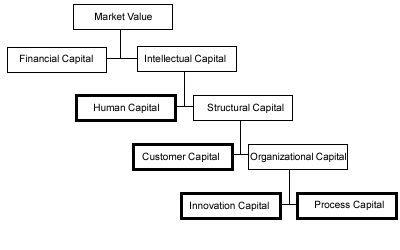 Market Value
Financial Capital
Intellectual Capital
Human Capital
Structural Capital
Customer Capital
Organizational Capital
Innovation Capital
Process Capital